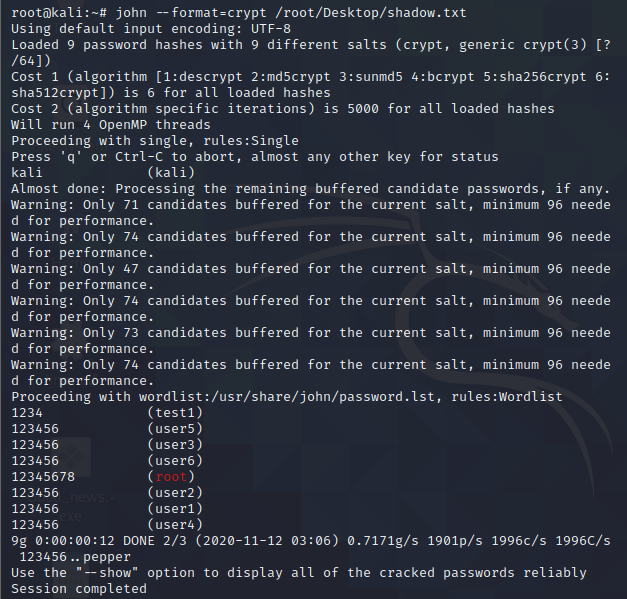 root@kali:~# john --format=crypt /root/Desktop/shadow.txt
Using default input encoding: UTF-8
Loaded 9 password hashes with 9 different salts (crypt, generic crypt(3) [?
/64])
Cost 1 (algorithm [1:descrypt 2:md5crypt 3:sunmd5 4:bcrypt 5:sha256crypt 6:
sha512crypt]) is 6 for all loaded hashes
Cost 2 (algorithm specific iterations) is 5000 for all loaded hashes
Will run 4 OpenMP threads
Proceeding with single, rules:Single
Press 'q' or Ctrl-C to abort, almost any other key for status
kali             (kali)
Almost done: Processing the remaining buffered candidate passwords, if any.
Warning: Only 71 candidates buffered for the current salt, minimum 96 neede
d for performance.
Warning: Only 74 candidates buffered for the current salt, minimum 96 neede
d for performance.
Warning: Only 47 candidates buffered for the current salt, minimum 96 neede
d for performance.
Warning: Only 74 candidates buffered for the current salt, minimum 96 neede
d for performance.
Warning: Only 73 candidates buffered for the current salt, minimum 96 neede
d for performance.
Warning: Only 74 candidates buffered for the current salt, minimum 96 neede
d for performance.
Proceeding with wordlist:/usr/share/john/password.lst, rules:Wordlist
1234             (test1)
123456           (user5)
123456           (user3)
123456           (user6)
12345678         (root)
123456           (user2)
123456           (user1)
123456           (user4)
9g 0:00:00:12 DONE 2/3 (2020-11-12 03:06) 0.7171g/s 1901p/s 1996c/s 1996C/s
 123456..pepper
Use the "--show" option to display all of the cracked passwords reliably
Session completed